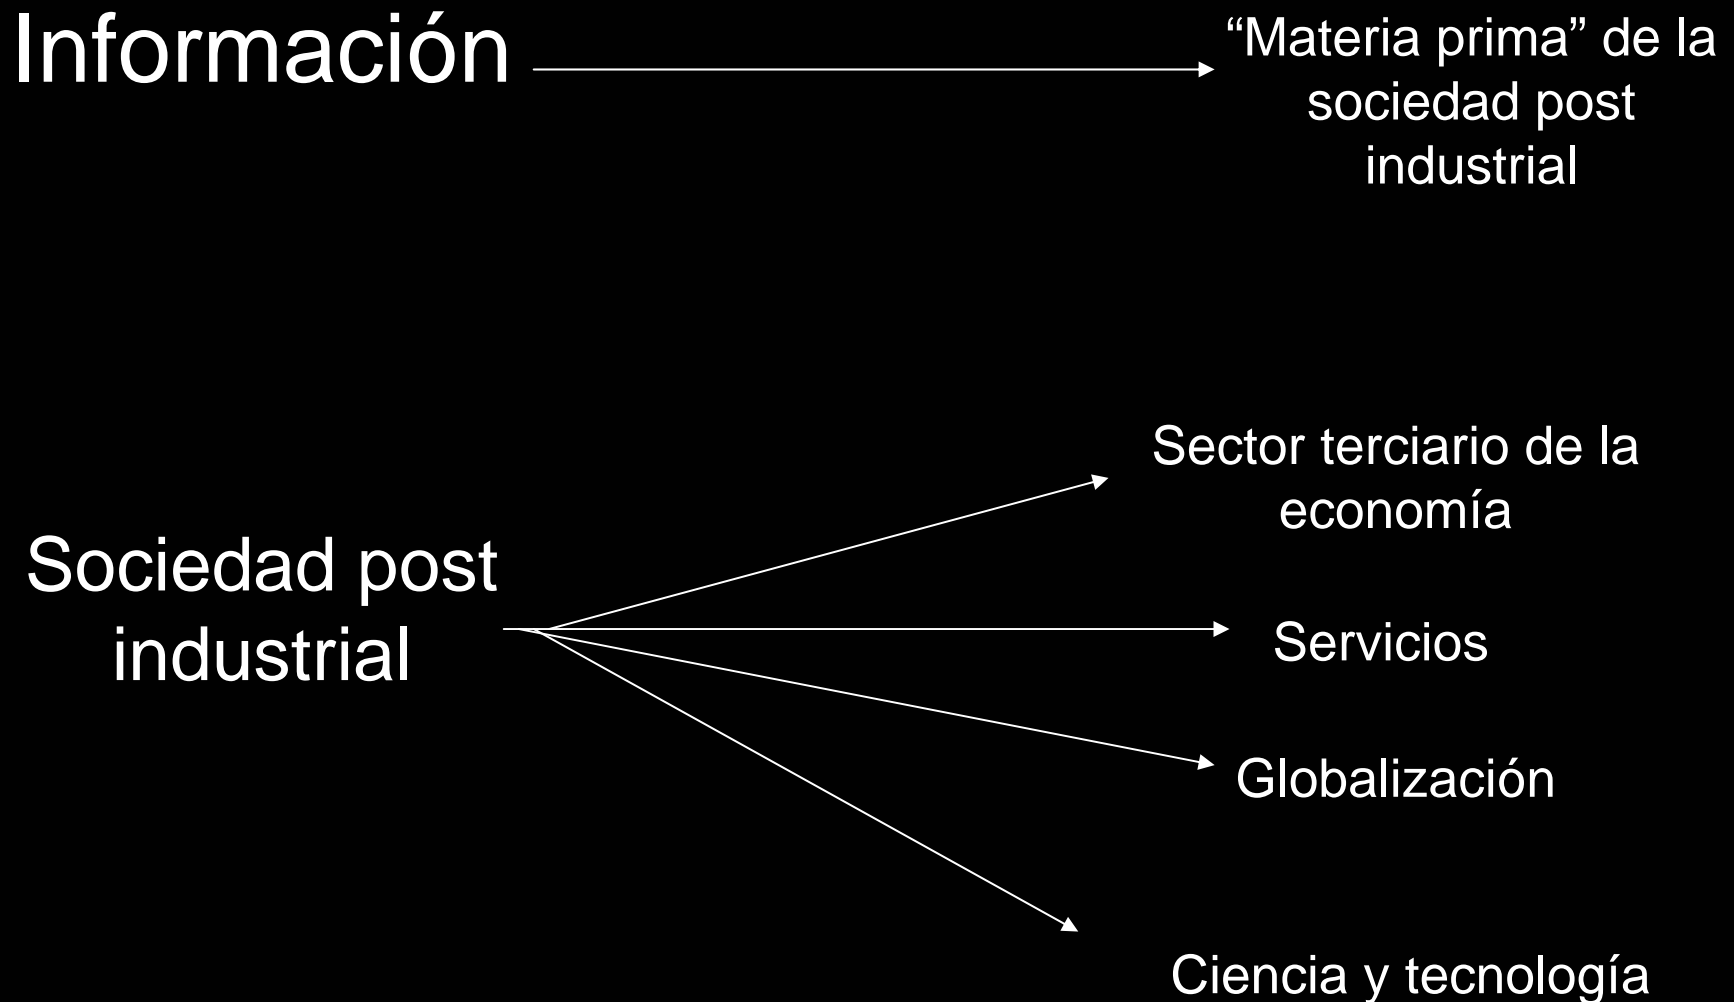 Información
“Materia prima” de la
sociedad post
industrial
Sociedad post
industrial
Sector terciario de la
economía
Servicios
Globalización
Ciencia y tecnología